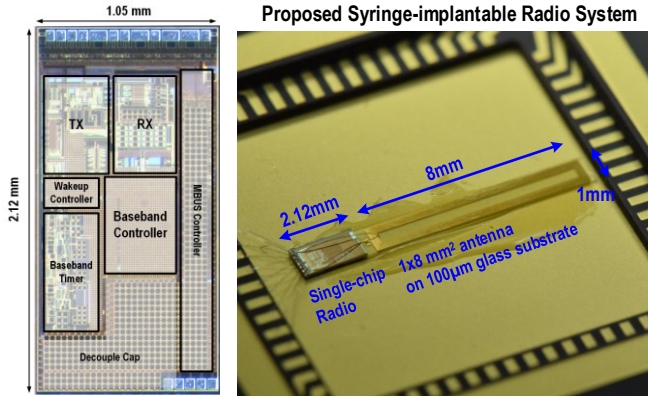 1.05 mm
2.12 mm
TX
RX
Wakeup
Controller
Baseband
Controller
Baseband
Timer
MBUS Controller
Decouple Cap
Proposed Syringe-implantable Radio System
2.12mm
8mm
1mm
Single-chip
Radio
1x8 mm² antenna
on 100µm glass substrate